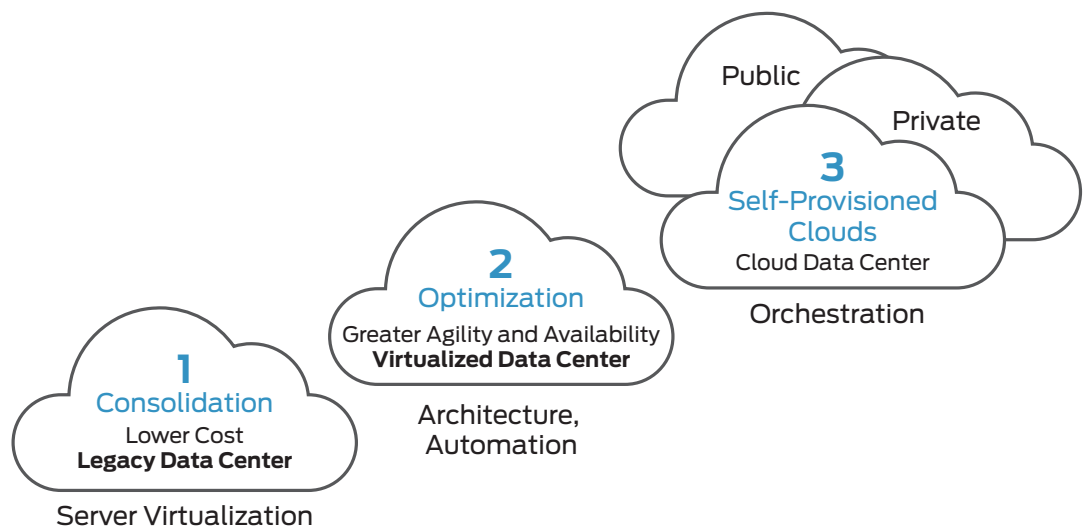 1
Consolidation
Lower Cost
Legacy Data Center
Server Virtualization
2
Optimization
Greater Agility and Availability
Virtualized Data Center
Architecture,
Automation
Public
Private
3
Self-Provisioned
Clouds
Cloud Data Center
Orchestration